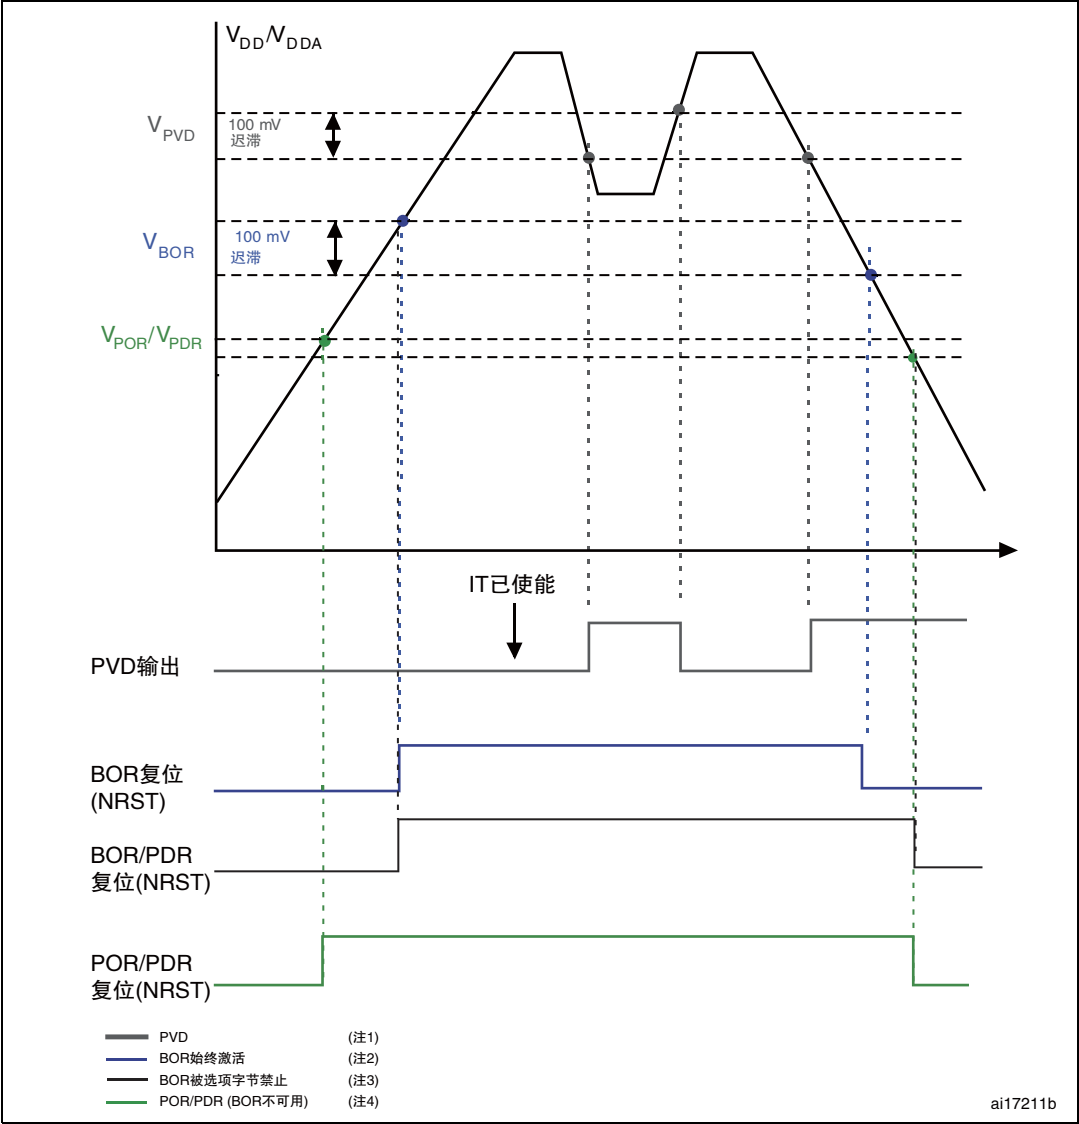 VDD/VDDA
VPVD
100 mV
迟滞
VBOR
100 mV
迟滞
VPOR/VPDR
IT已使能
PVD输出
BOR复位
(NRST)
BOR/PDR
复位(NRST)
POR/PDR
复位(NRST)
PVD (注1)
BOR始终激活 (注2)
BOR被选项字节禁止 (注3)
POR/PDR (BOR不可用) (注4)
ai17211b